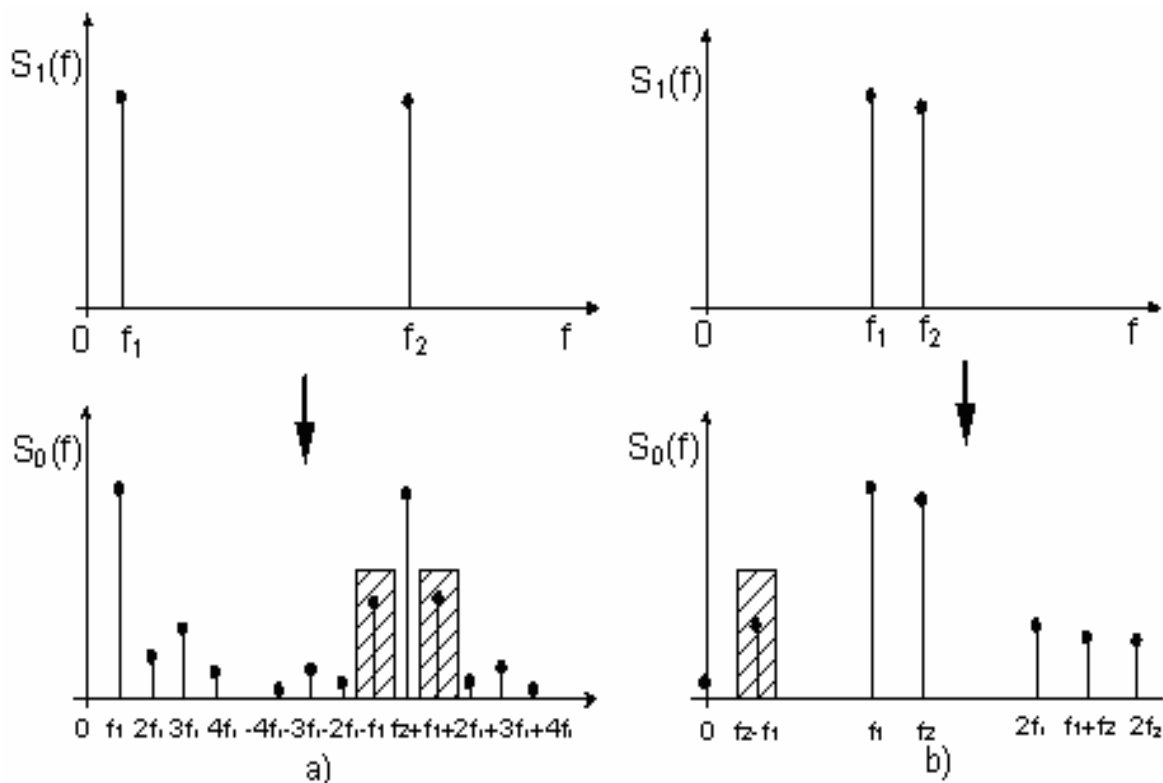 S₁(f)
0 f₁ f₂ f
S₁(f)
0 f₁ f₂ f
S₀(f)
0 f₁ 2f₁ 3f₁ 4f₁ -4f₁-3f₁-2f₁-f₁ f₂+f₁+2f₁+3f₁+4f₁
a)
S₀(f)
0 f₂-f₁ f₁ f₂ 2f₁ f₁+f₂ 2f₂
b)